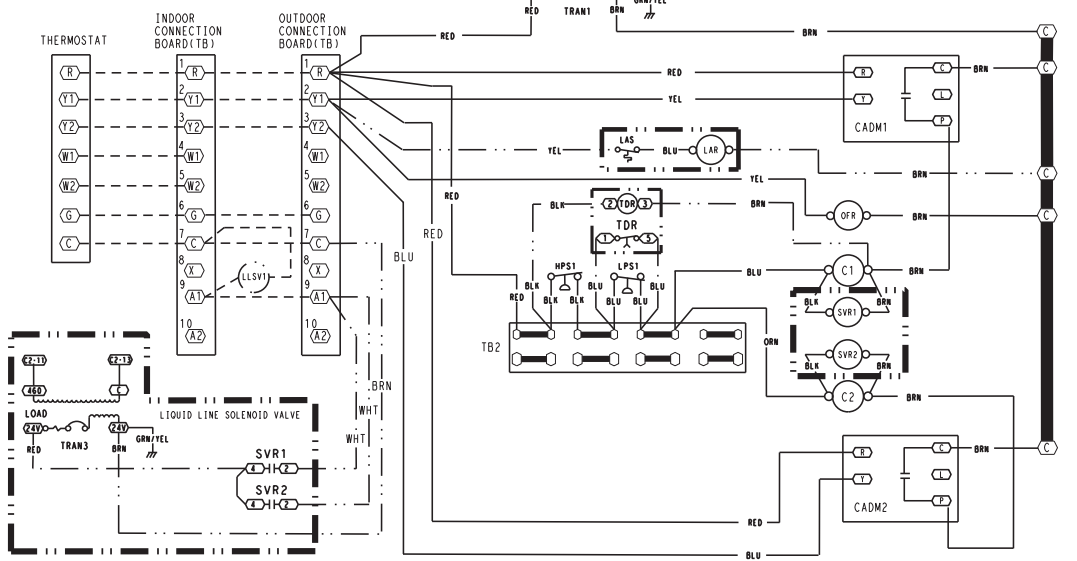 RED
TRAN1
BRN
GRN/YEL
INDOOR
CONNECTION
BOARD(TB)
OUTDOOR
CONNECTION
BOARD(TB)
THERMOSTAT
RED
BRN
C
R
1
R
1
R
RED
R
C
BRN
C
Y1
2
Y1
2
Y1
YEL
Y
L
P
CADM1
Y2
3
Y2
3
Y2
LAS
YEL
BLU
LAR
W1
4
W1
4
W1
BRN
C
W2
5
W2
5
W2
YEL
RED
BLK
2
TDR
3
BRN
G
6
G
6
G
OFR
BRN
C
TDR
RED
1
5
C
7
C
7
C
BLU
8
X
8
X
LLSV1
HPS1
LPS1
BLU
C1
BRN
9
A1
9
A1
RED
BLK
BLK
BLK
BLU
BLU
BLU
BLK
BRN
SVR1
10
A2
10
A2
TB2
ORN
SVR2
BLK
BRN
C2-11
C2-13
460
C
C2
BRN
BRN
WHT
WHT
LOAD
LIQUID LINE SOLENOID VALVE
24V
TRAN3
24V
GRN/YEL
RED
BRN
SVR1
4
2
SVR2
4
2
R
C
BRN
C
Y
L
P
CADM2
RED
BLU